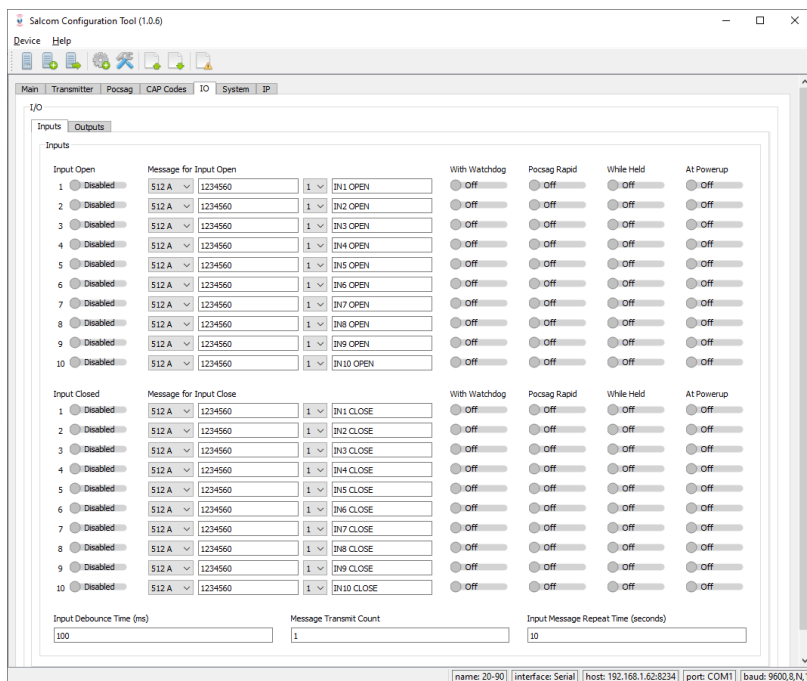 Salcom Configuration Tool (1.0.6)
Device Help
Main Transmitter Pocsag CAP Codes IO System IP
I/O
Inputs Outputs
Inputs
Input Open Message for Input Open With Watchdog Pocsag Rapid While Held At Powerup
1 Disabled 512 A 1234560 1 IN1 OPEN Off Off Off Off
2 Disabled 512 A 1234560 1 IN2 OPEN Off Off Off Off
3 Disabled 512 A 1234560 1 IN3 OPEN Off Off Off Off
4 Disabled 512 A 1234560 1 IN4 OPEN Off Off Off Off
5 Disabled 512 A 1234560 1 IN5 OPEN Off Off Off Off
6 Disabled 512 A 1234560 1 IN6 OPEN Off Off Off Off
7 Disabled 512 A 1234560 1 IN7 OPEN Off Off Off Off
8 Disabled 512 A 1234560 1 IN8 OPEN Off Off Off Off
9 Disabled 512 A 1234560 1 IN9 OPEN Off Off Off Off
10 Disabled 512 A 1234560 1 IN10 OPEN Off Off Off Off
Input Closed Message for Input Close With Watchdog Pocsag Rapid While Held At Powerup
1 Disabled 512 A 1234560 1 IN1 CLOSE Off Off Off Off
2 Disabled 512 A 1234560 1 IN2 CLOSE Off Off Off Off
3 Disabled 512 A 1234560 1 IN3 CLOSE Off Off Off Off
4 Disabled 512 A 1234560 1 IN4 CLOSE Off Off Off Off
5 Disabled 512 A 1234560 1 IN5 CLOSE Off Off Off Off
6 Disabled 512 A 1234560 1 IN6 CLOSE Off Off Off Off
7 Disabled 512 A 1234560 1 IN7 CLOSE Off Off Off Off
8 Disabled 512 A 1234560 1 IN8 CLOSE Off Off Off Off
9 Disabled 512 A 1234560 1 IN9 CLOSE Off Off Off Off
10 Disabled 512 A 1234560 1 IN10 CLOSE Off Off Off Off
Input Debounce Time (ms) Message Transmit Count Input Message Repeat Time (seconds)
100 1 10
name: 20-90 interface: Serial host: 192.168.1.62:8234 port: COM1 baud: 9600,8,N,